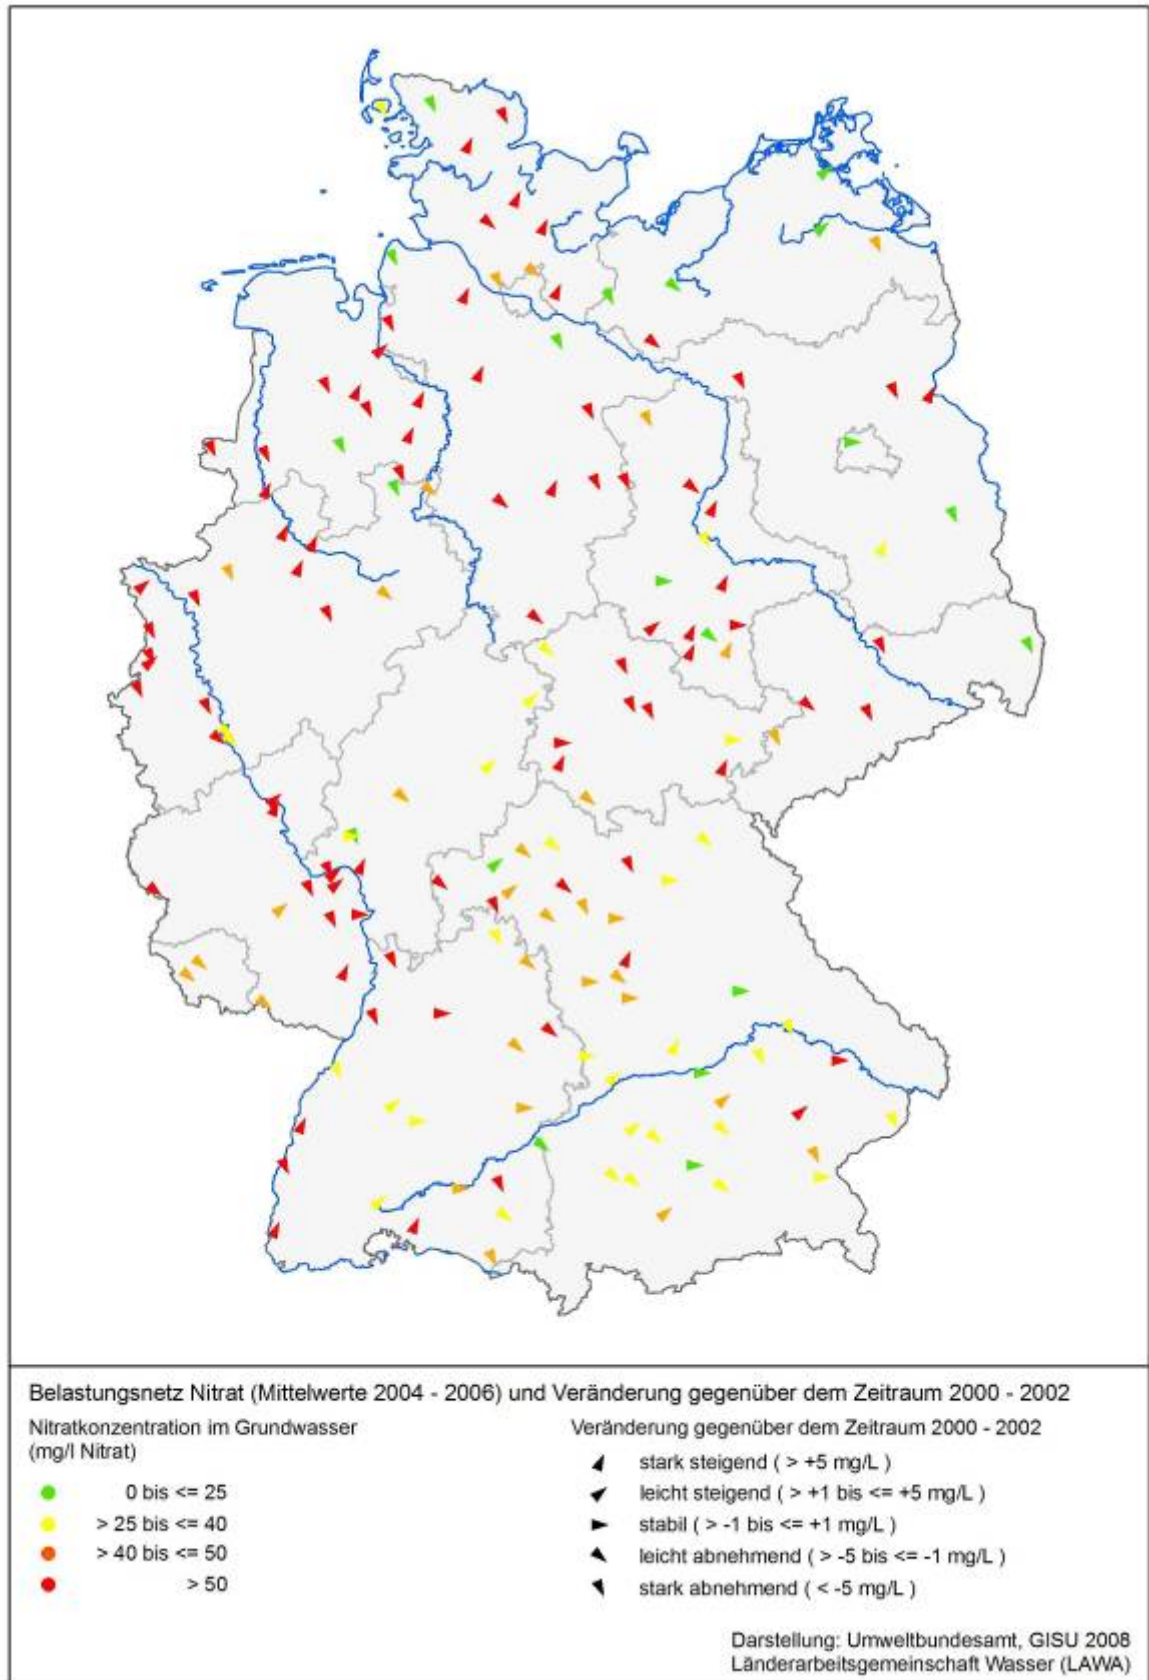 Belastungsnetz Nitrat (Mittelwerte 2004 - 2006) und Veränderung gegenüber dem Zeitraum 2000 - 2002
Nitratkonzentration im Grundwasser
(mg/l Nitrat)
0 bis <= 25
> 25 bis <= 40
> 40 bis <= 50
> 50
Veränderung gegenüber dem Zeitraum 2000 - 2002
stark steigend ( > +5 mg/L )
leicht steigend ( > +1 bis <= +5 mg/L )
stabil ( > -1 bis <= +1 mg/L )
leicht abnehmend ( > -5 bis <= -1 mg/L )
stark abnehmend ( < -5 mg/L )
Darstellung: Umweltbundesamt, GISU 2008
Länderarbeitsgemeinschaft Wasser (LAWA)